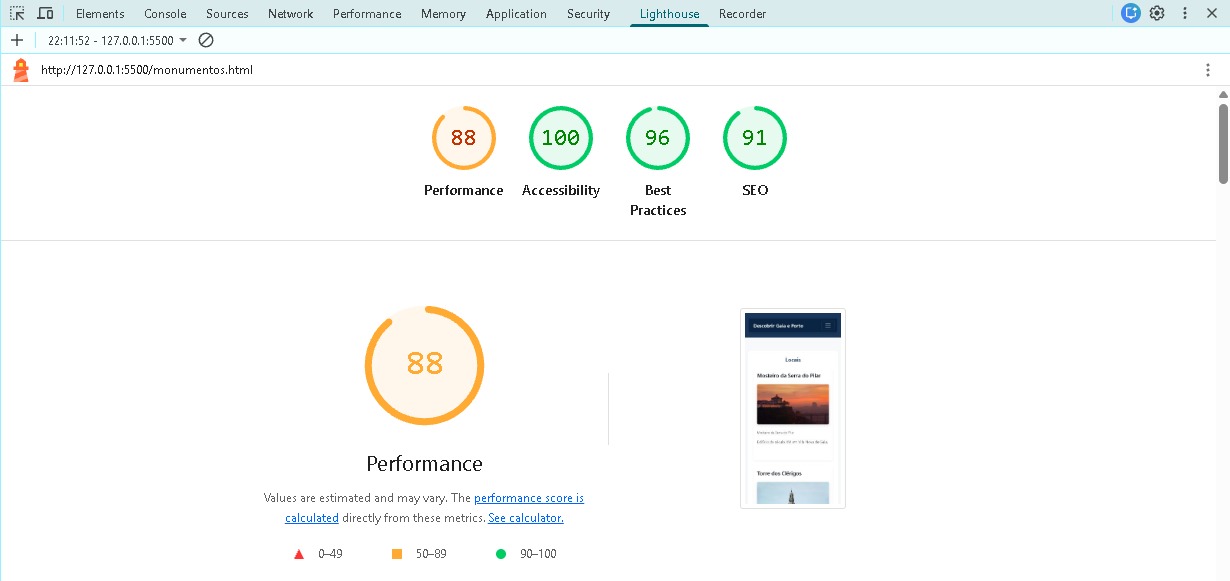 Elements Console Sources Network Performance Memory Application Security Lighthouse Recorder
22:11:52 - 127.0.0.1:5500
http://127.0.0.1:5500/monumentos.html
88 100 96 91
Performance Accessibility Best Practices SEO
88
Performance
Values are estimated and may vary. The performance score is
calculated directly from these metrics. See calculator.
0–49 50–89 90–100
Descobrir Gaia e Porto
Locais
Mosteiro da Serra do Pilar
Torre dos Clérigos